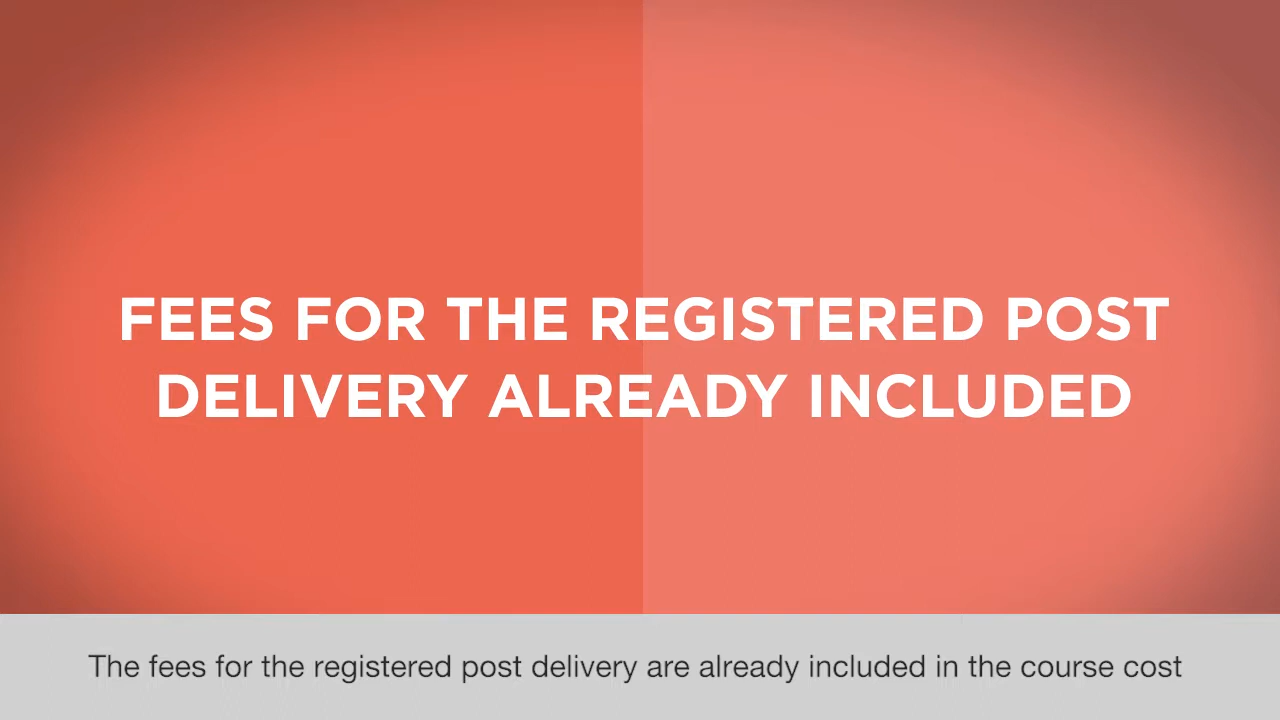 FEES FOR THE REGISTERED POST
DELIVERY ALREADY INCLUDED
The fees for the registered post delivery are already included in the course cost